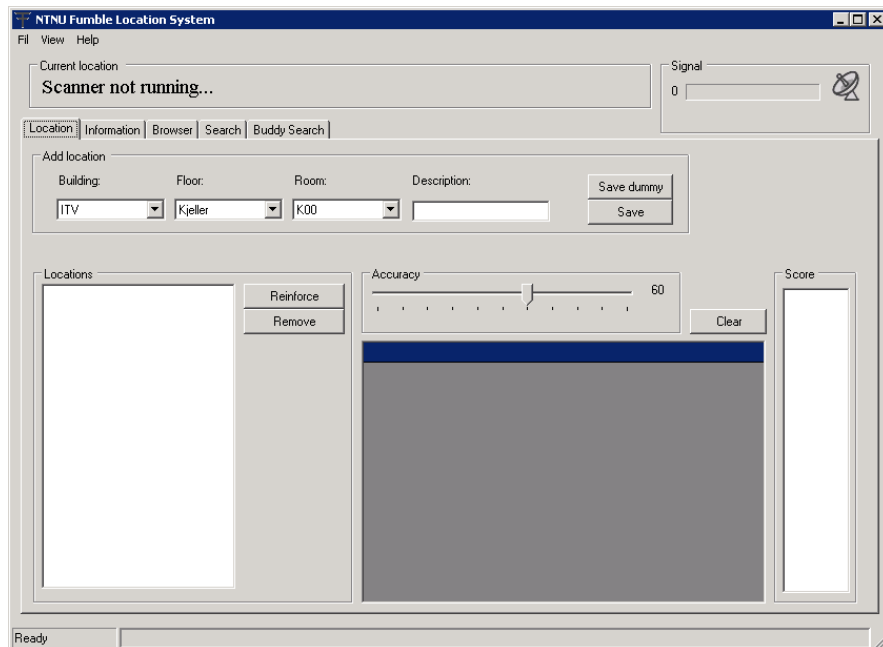 NTNU Fumble Location System
Fil View Help
Current location
Scanner not running...
Signal
0
Location Information Browser Search Buddy Search
Add location
Building: Floor: Room: Description:
ITV Kjeller K00
Save dummy
Save
Locations
Reinforce
Remove
Accuracy
60
Clear
Score
Ready